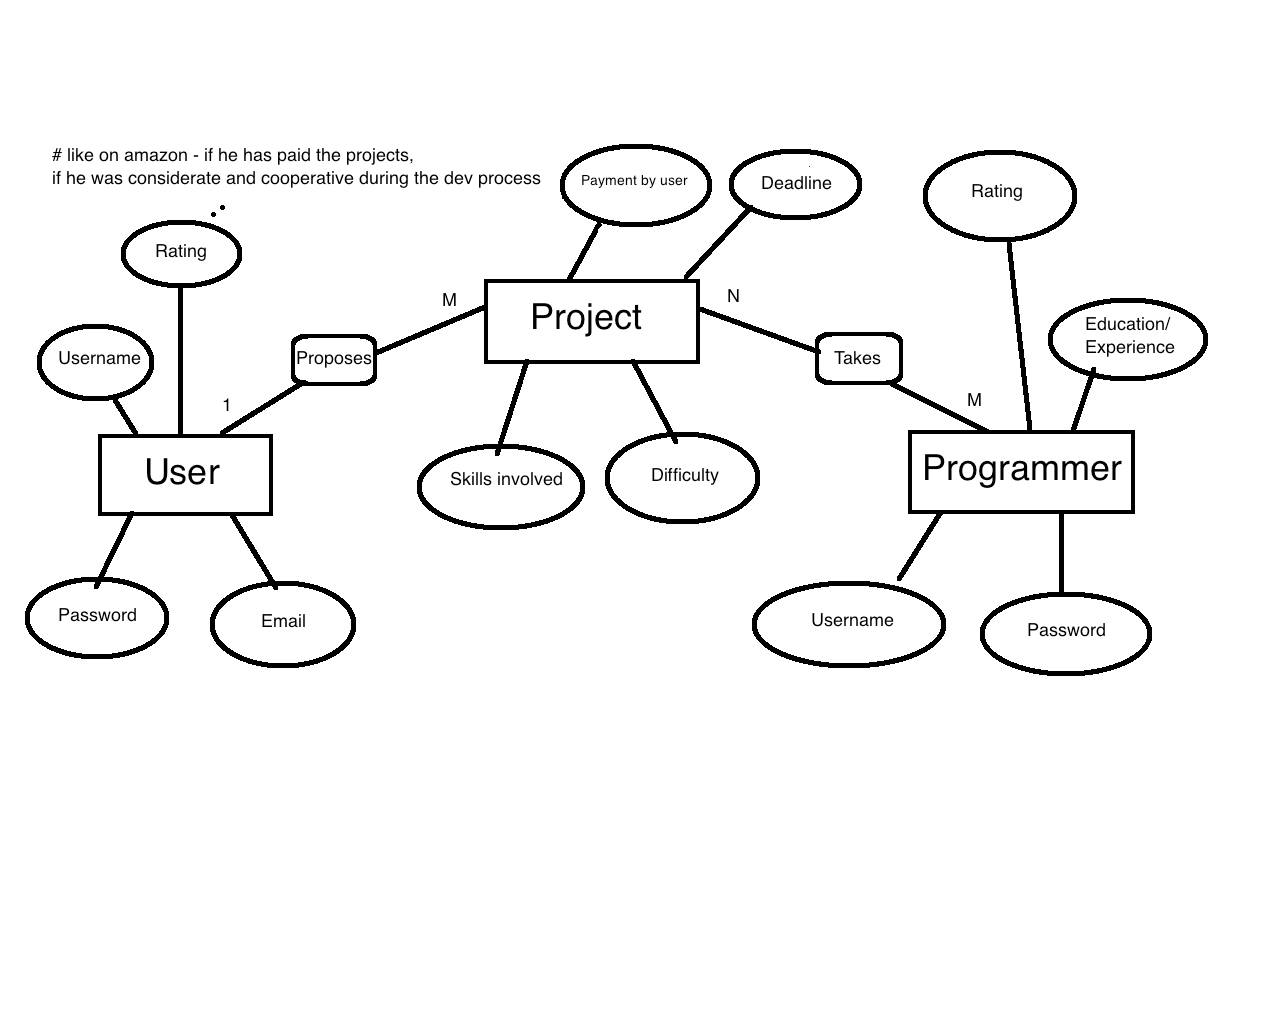 # like on amazon - if he has paid the projects,
if he was considerate and cooperative during the dev process
Payment by user
Deadline
Rating
Rating
M
N
Project
Education/
Experience
Username
Proposes
Takes
1
M
User
Skills involved
Difficulty
Programmer
Password
Email
Username
Password